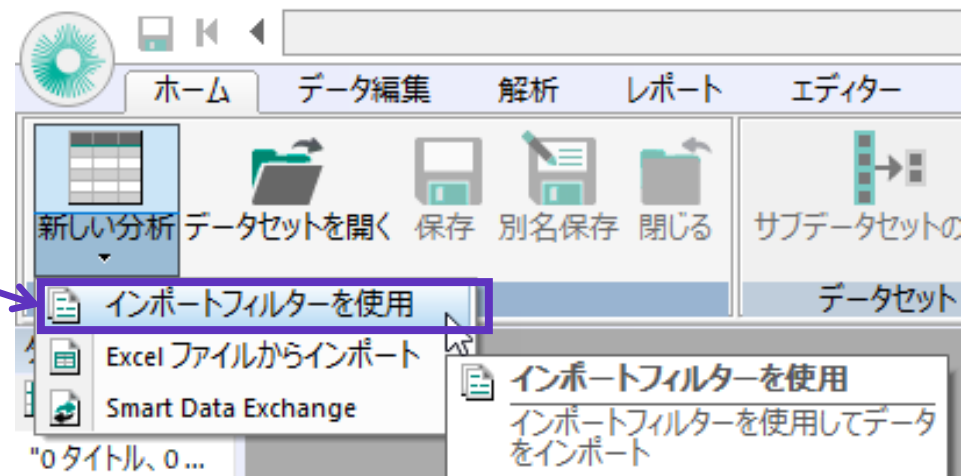 ホーム データ編集 解析 レポート エディター
新しい分析 データセットを開く 保存 別名保存 閉じる サブデータセットの
データセット
インポートフィルターを使用
Excel ファイルからインポート
Smart Data Exchange
インポートフィルターを使用
インポートフィルターを使用してデータ
をインポート
"0 タイトル、0 ...